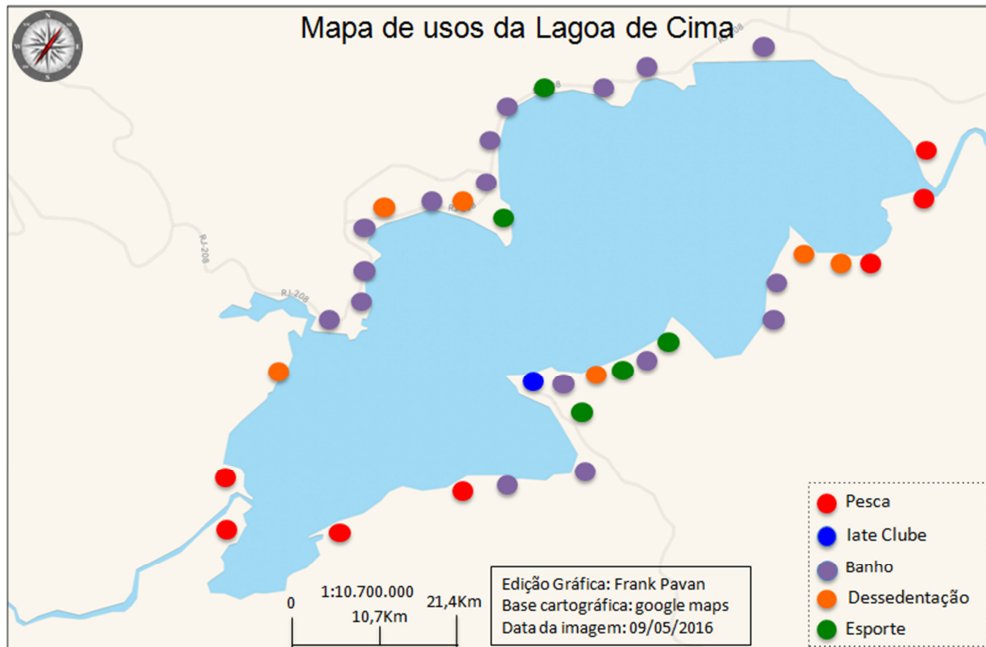 Mapa de usos da Lagoa de Cima
N
W
E
S
RJ-208
RJ-208
Pesca
Iate Clube
Banho
Dessedentação
Esporte
1:10.700.000
0
10,7Km
21,4Km
Edição Gráfica: Frank Pavan
Base cartográfica: google maps
Data da imagem: 09/05/2016